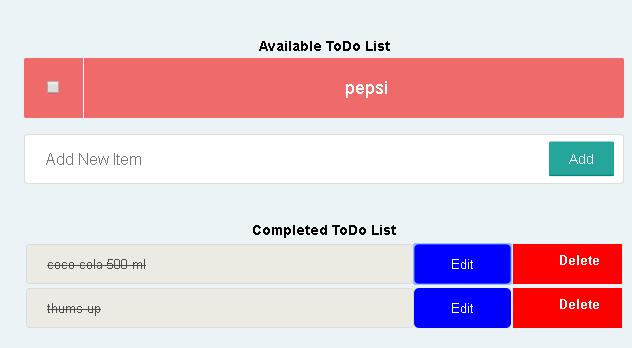 Available ToDo List
pepsi
Add New Item Add
Completed ToDo List
coco cola 500 ml Edit Delete
thums up Edit Delete